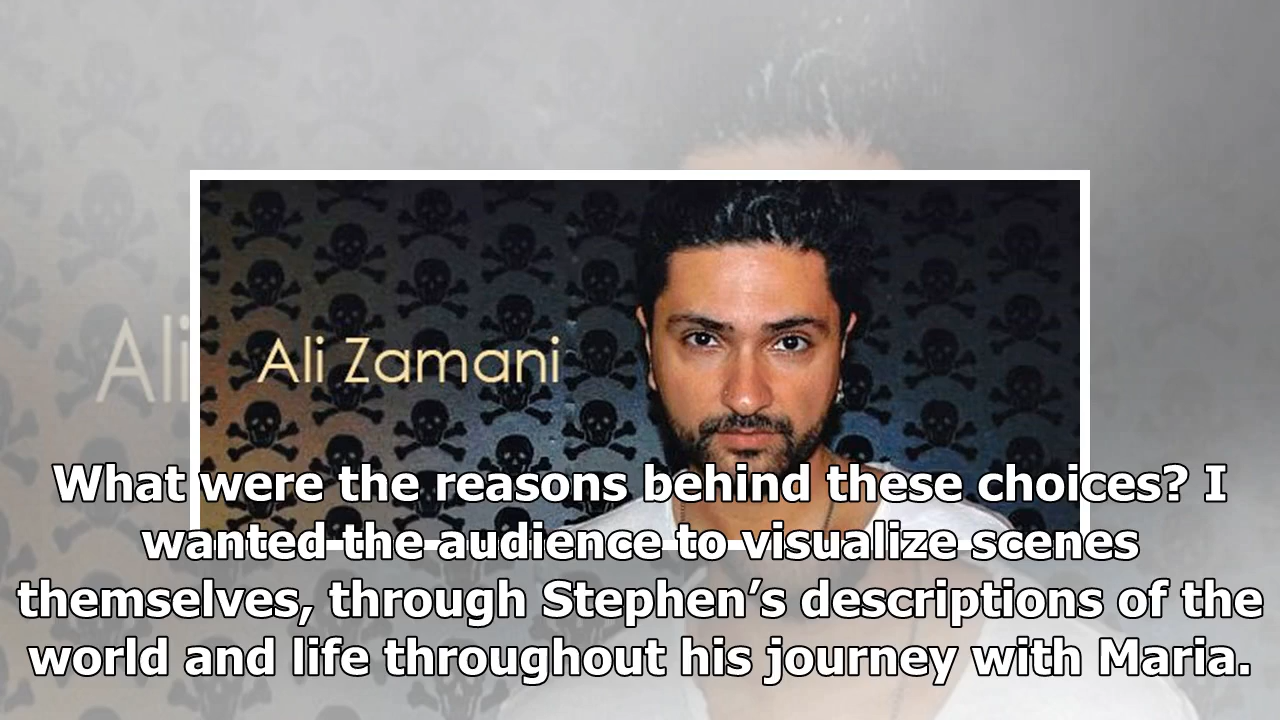 Ali
Ali Zamani
What were the reasons behind these choices? I
wanted the audience to visualize scenes
themselves, through Stephen’s descriptions of the
world and life throughout his journey with Maria.